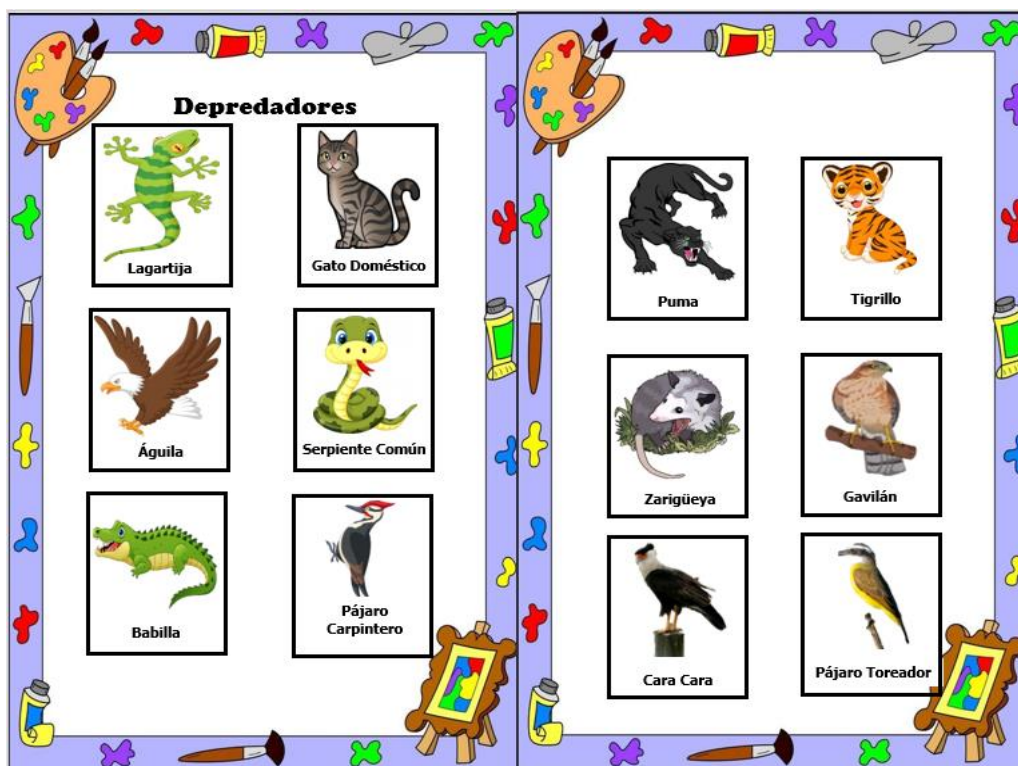 Depredadores
Lagartija
Gato Doméstico
Águila
Serpiente Común
Babilla
Pájaro
Carpintero
Puma
Tigrillo
Zarigüeya
Gavilán
Cara Cara
Pájaro Toreador